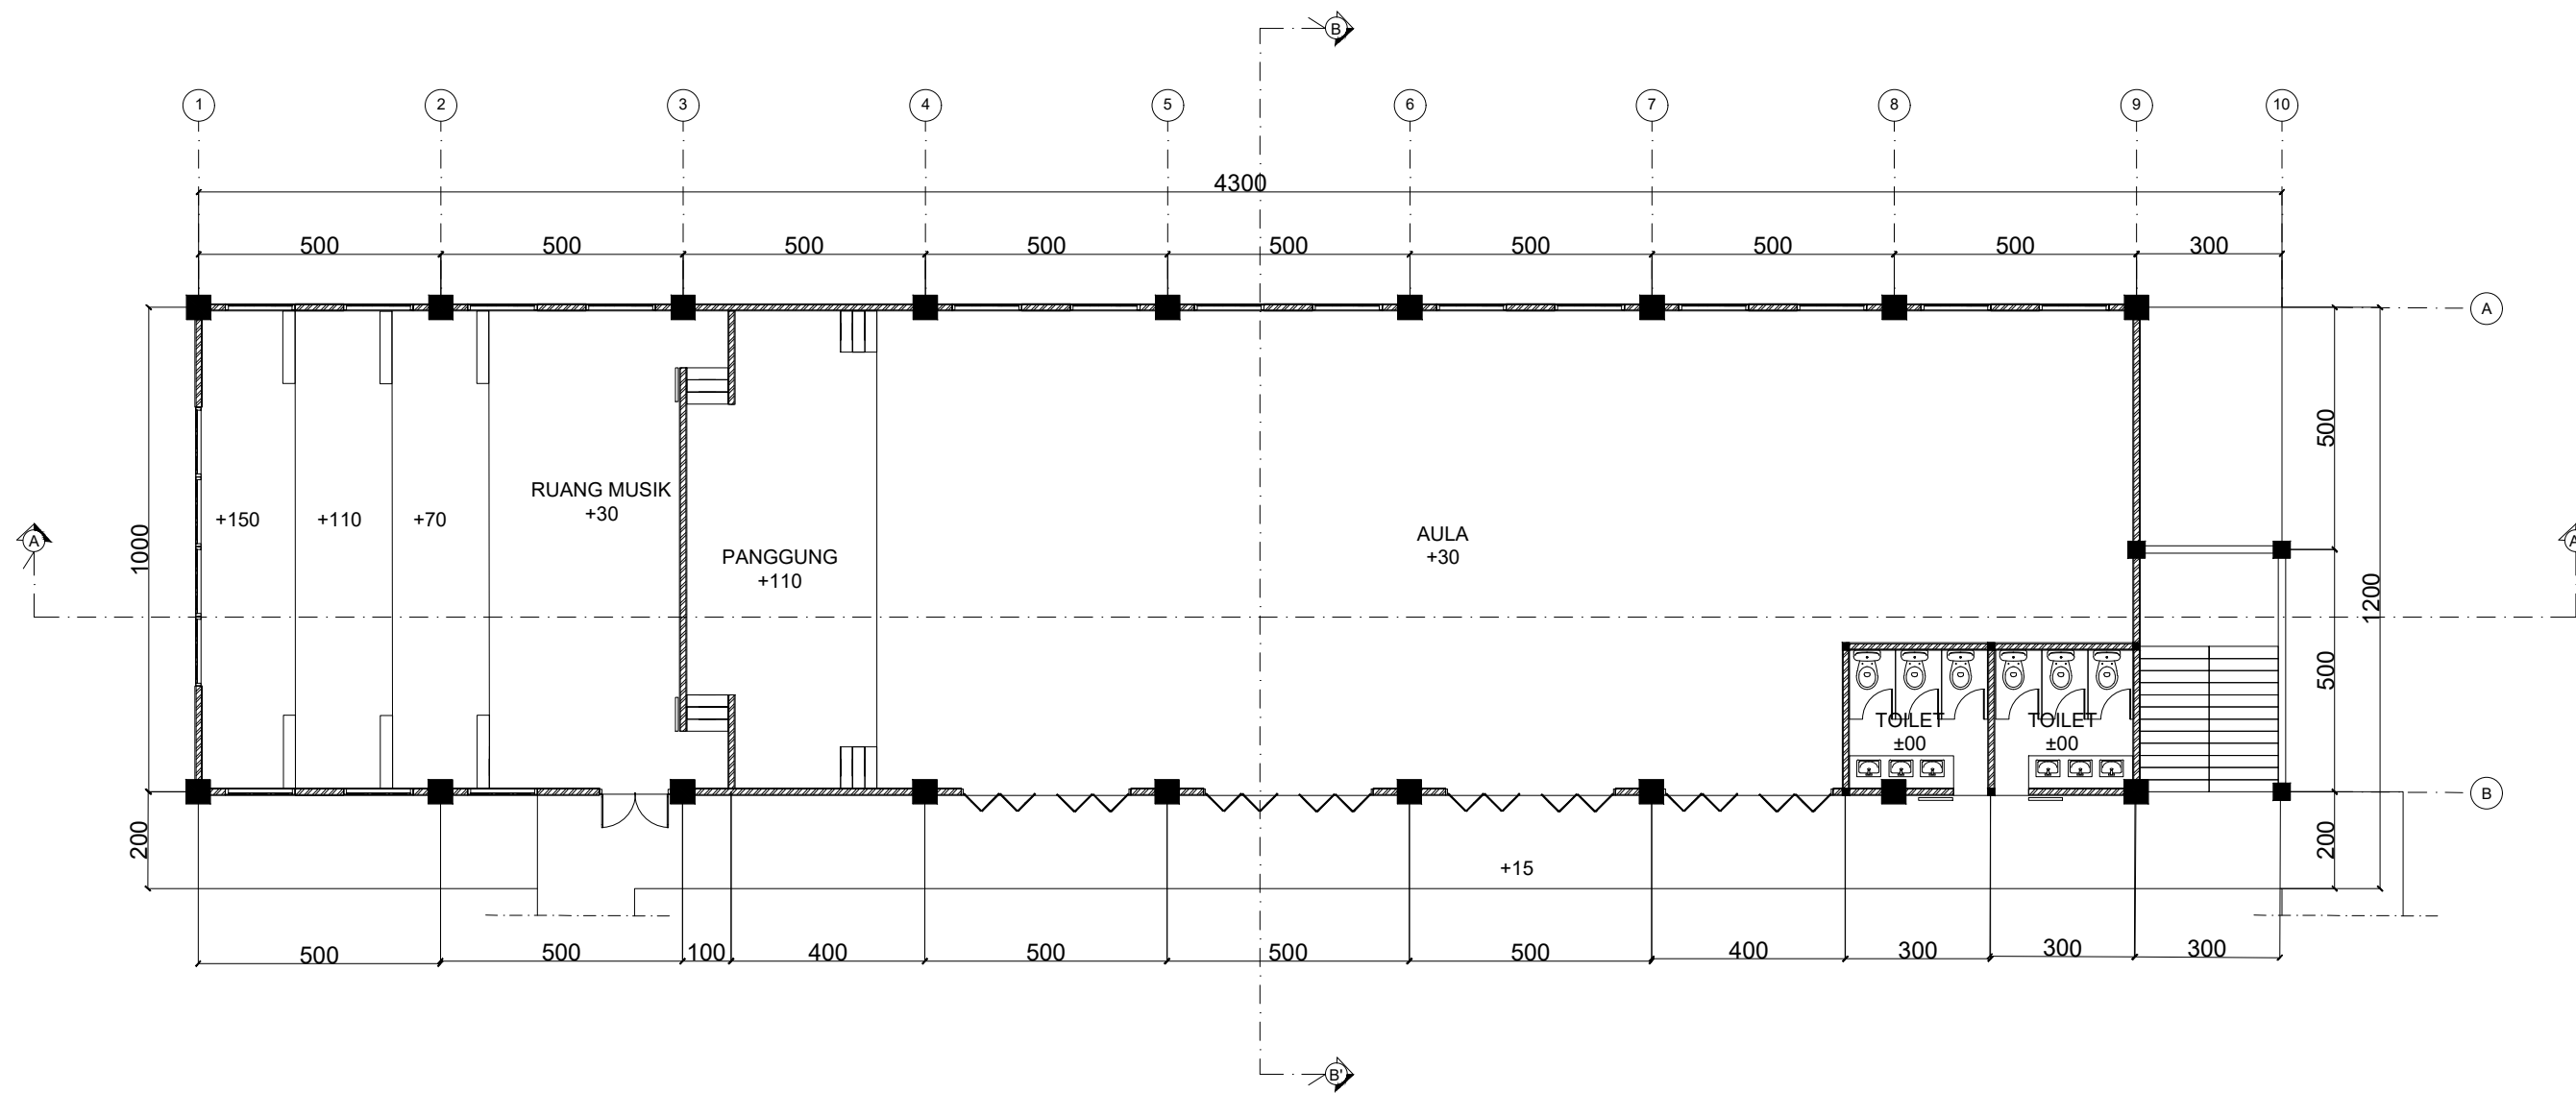 B
1 2 3 4 5 6 7 8 9 10
4300
500 500 500 500 500 500 500 500 300
A
RUANG MUSIK
+30
+150 +110 +70
PANGGUNG
+110
AULA
+30
A
A
1000
500
1200
500
TOILET
±00
TOILET
±00
B
200
200
+15
500 500 100 400 500 500 500 400 300 300 300
B'